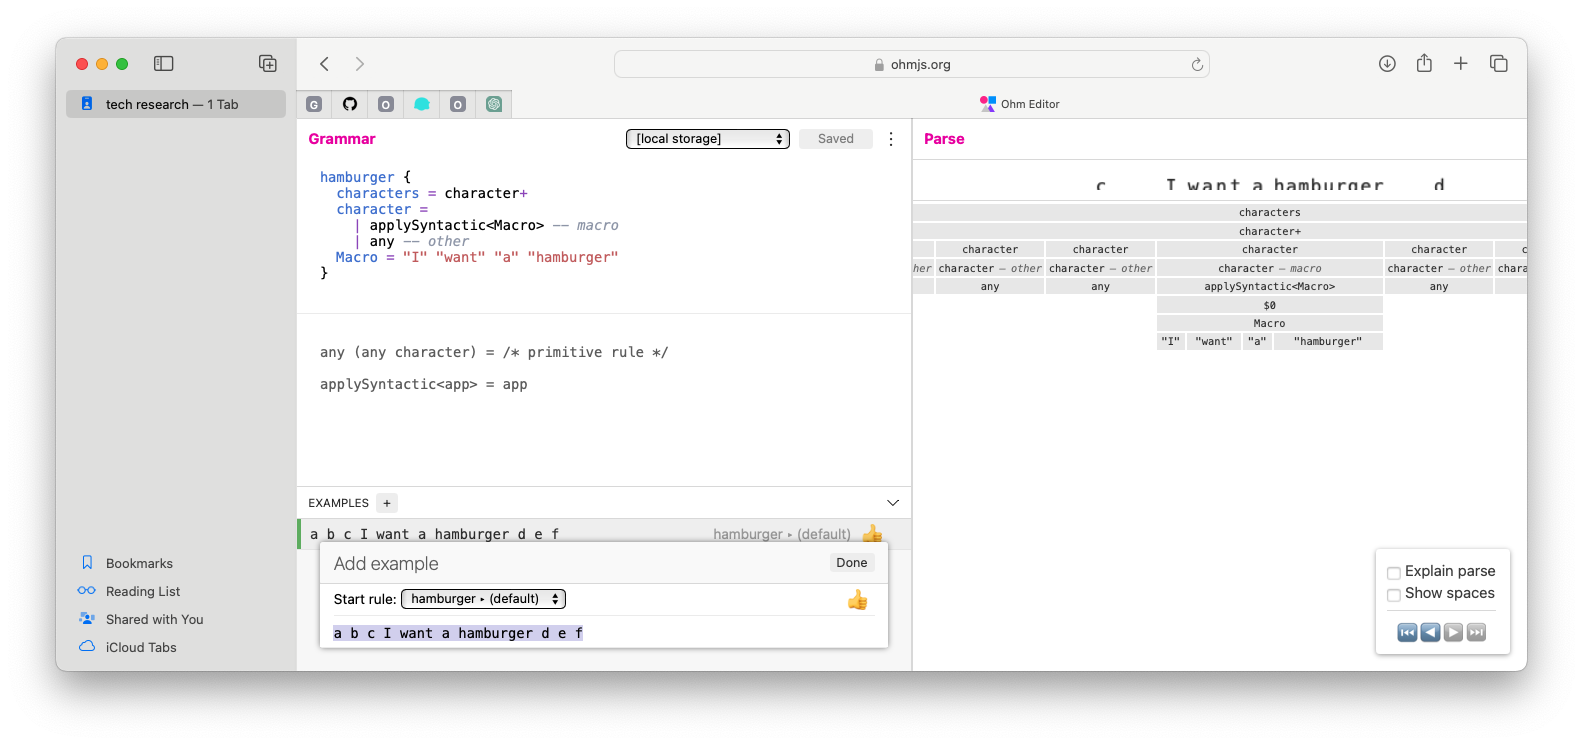 ohmjs.org
tech research — 1 Tab
G
O
O
Ohm Editor
Grammar
[local storage]
Saved
Parse
hamburger {
characters = character+
character =
| applySyntactic<Macro> -- macro
| any -- other
Macro = "I" "want" "a" "hamburger"
}
any (any character) = /* primitive rule */
applySyntactic<app> = app
EXAMPLES +
a b c I want a hamburger d e f hamburger ▸ (default) 👍
Add example
Done
Start rule: hamburger ▸ (default) 👍
a b c I want a hamburger d e f
c I want a hamburger d
characters
character+
character character character character c
her character – other character – other character – macro character – other chara
any any applySyntactic<Macro> any
$0
Macro
"I" "want" "a" "hamburger"
Explain parse
Show spaces
Bookmarks
Reading List
Shared with You
iCloud Tabs